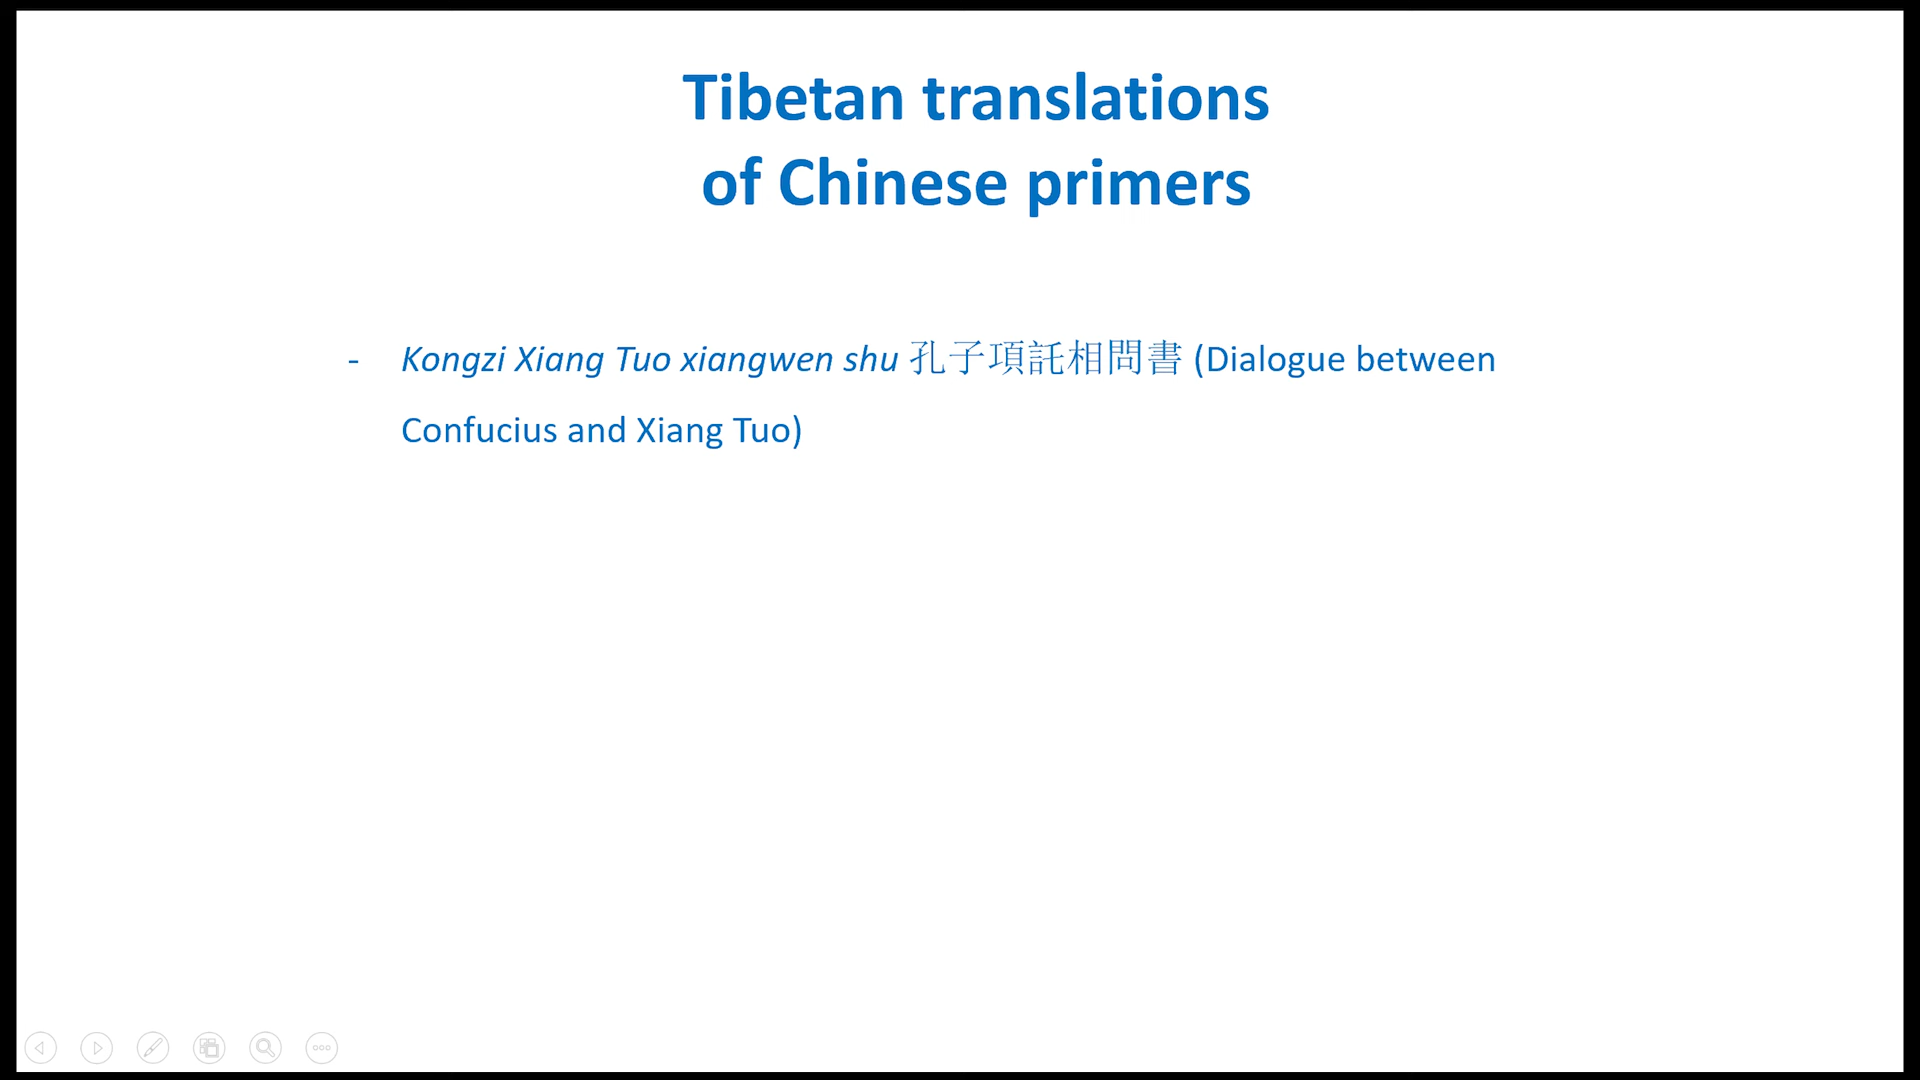 Tibetan translations
of Chinese primers
- Kongzi Xiang Tuo xiangwen shu 孔子項託相問書 (Dialogue between
Confucius and Xiang Tuo)